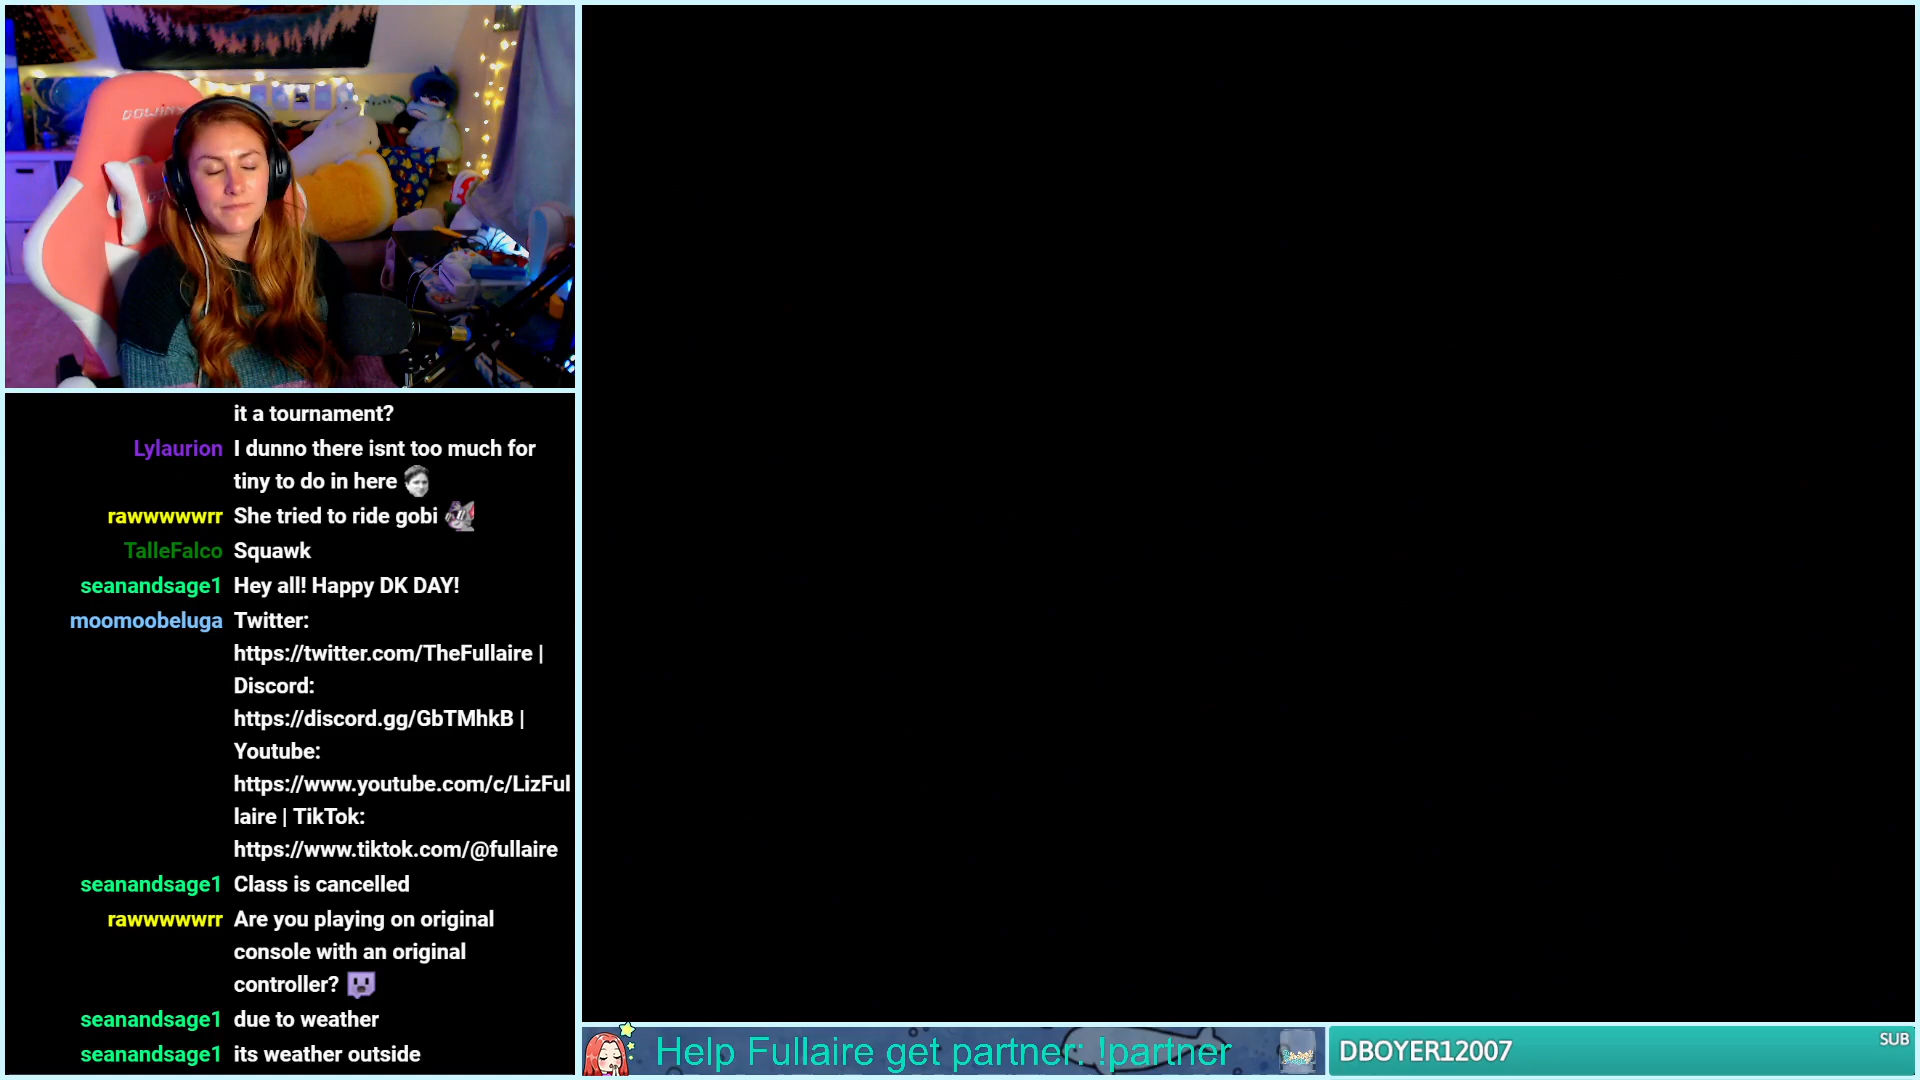 it a tournament?
Lylaurion I dunno there isnt too much for
tiny to do in here
rawwwwwrr She tried to ride gobi
TalleFalco Squawk
seanandsage1 Hey all! Happy DK DAY!
moomoobeluga Twitter:
https://twitter.com/TheFullaire |
Discord:
https://discord.gg/GbTMhkB |
Youtube:
https://www.youtube.com/c/LizFul
laire | TikTok:
https://www.tiktok.com/@fullaire
seanandsage1 Class is cancelled
rawwwwwrr Are you playing on original
console with an original
controller?
seanandsage1 due to weather
seanandsage1 its weather outside
Help Fullaire get partner: !partner
DBOYER12007
SUB